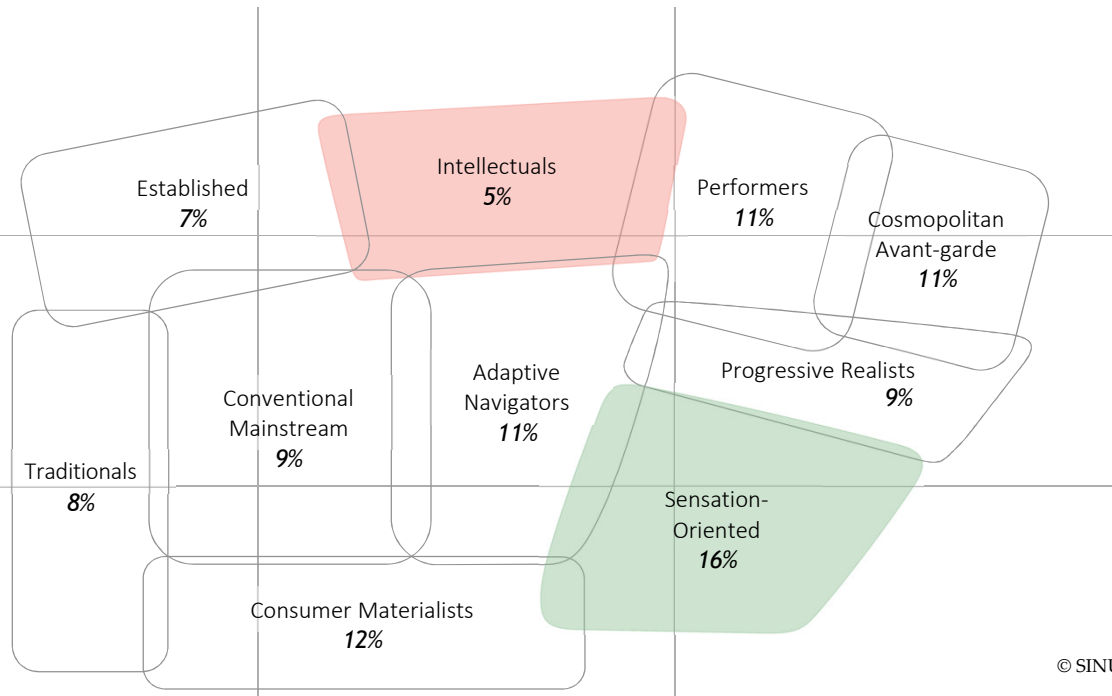 Established
7%
Intellectuals
5%
Performers
11%
Cosmopolitan
Avant-garde
11%
Traditionals
8%
Conventional
Mainstream
9%
Adaptive
Navigators
11%
Progressive Realists
9%
Sensation-
Oriented
16%
Consumer Materialists
12%
© SINU